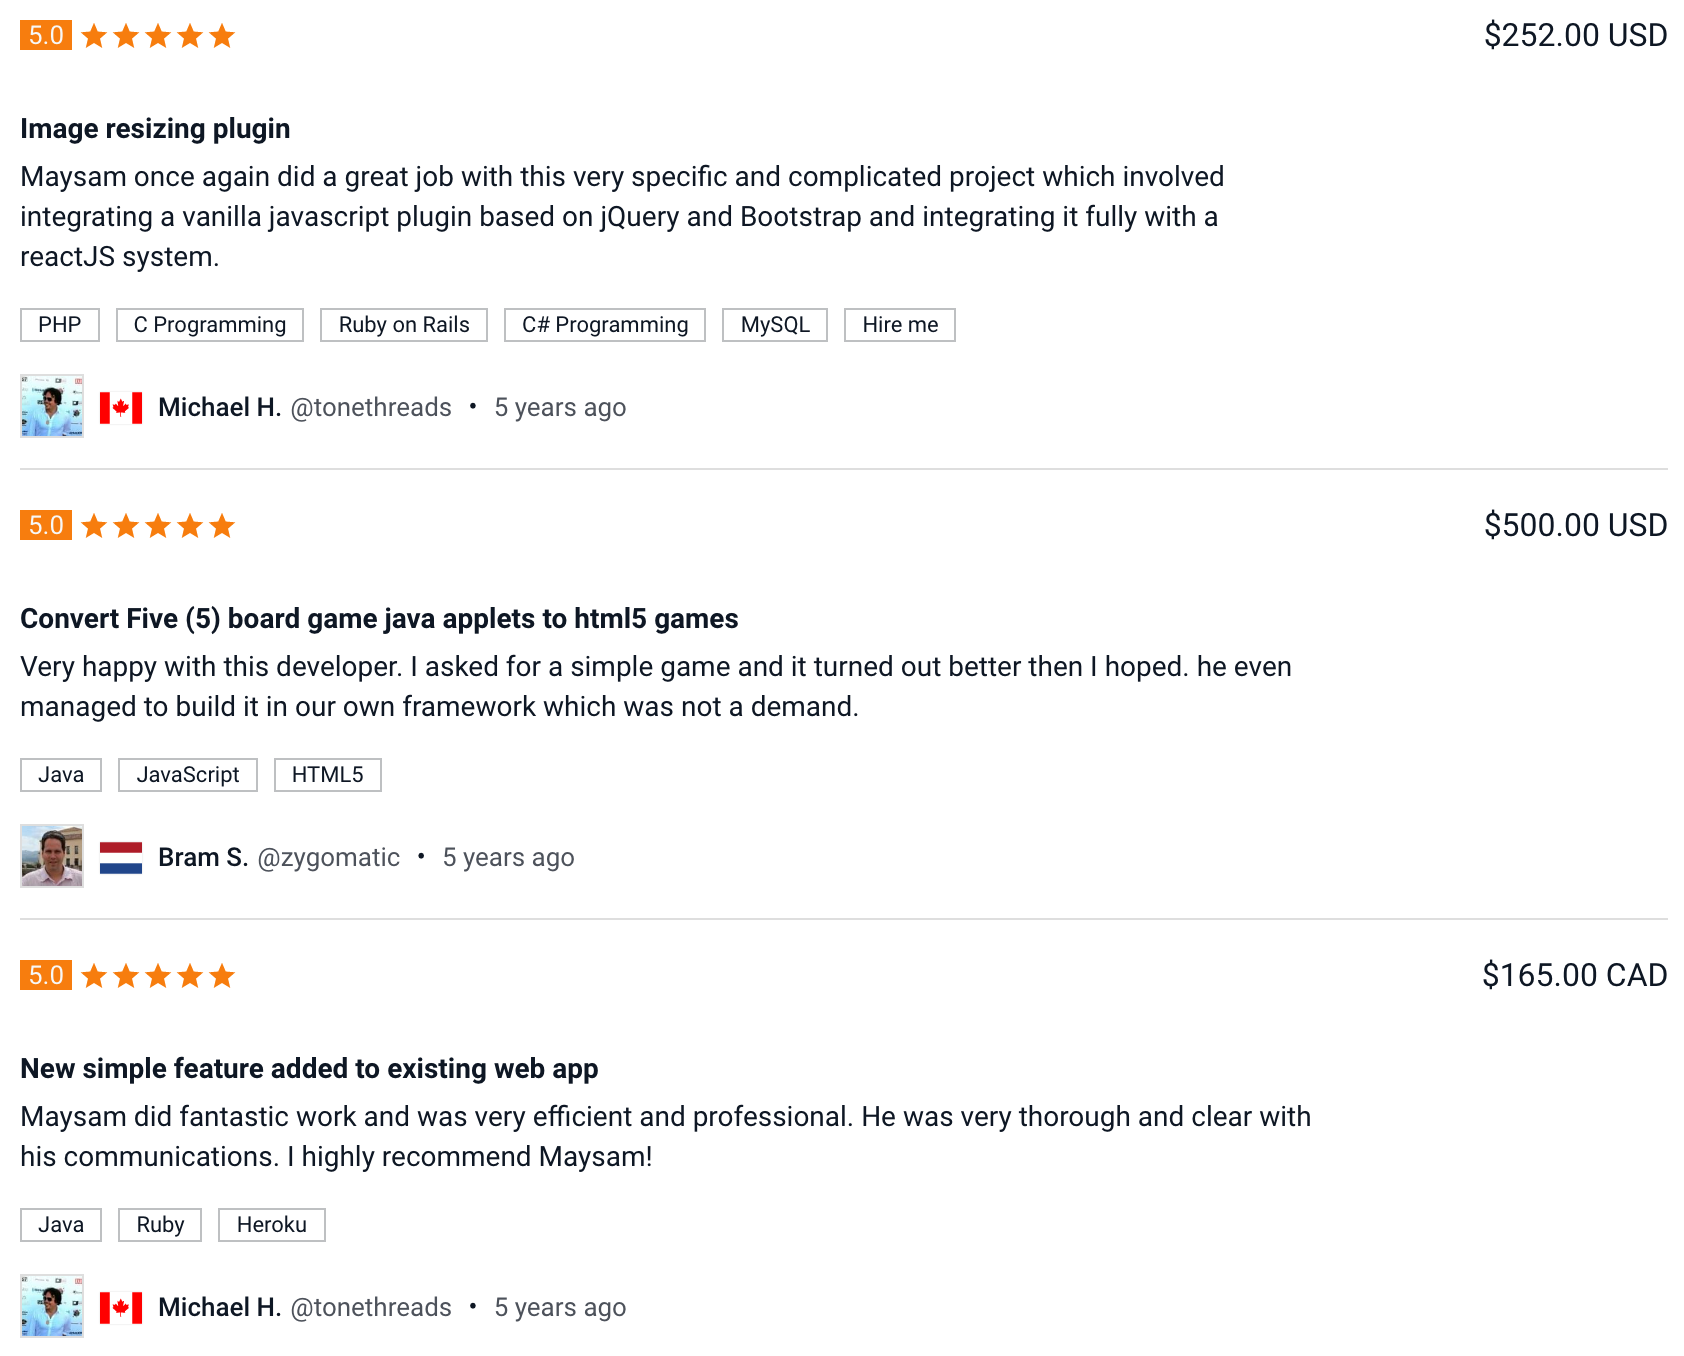 5.0 $252.00 USD
Image resizing plugin
Maysam once again did a great job with this very specific and complicated project which involved
integrating a vanilla javascript plugin based on jQuery and Bootstrap and integrating it fully with a
reactJS system.
PHP C Programming Ruby on Rails C# Programming MySQL Hire me
Michael H. @tonethreads • 5 years ago
5.0 $500.00 USD
Convert Five (5) board game java applets to html5 games
Very happy with this developer. I asked for a simple game and it turned out better then I hoped. he even
managed to build it in our own framework which was not a demand.
Java JavaScript HTML5
Bram S. @zygomatic • 5 years ago
5.0 $165.00 CAD
New simple feature added to existing web app
Maysam did fantastic work and was very efficient and professional. He was very thorough and clear with
his communications. I highly recommend Maysam!
Java Ruby Heroku
Michael H. @tonethreads • 5 years ago